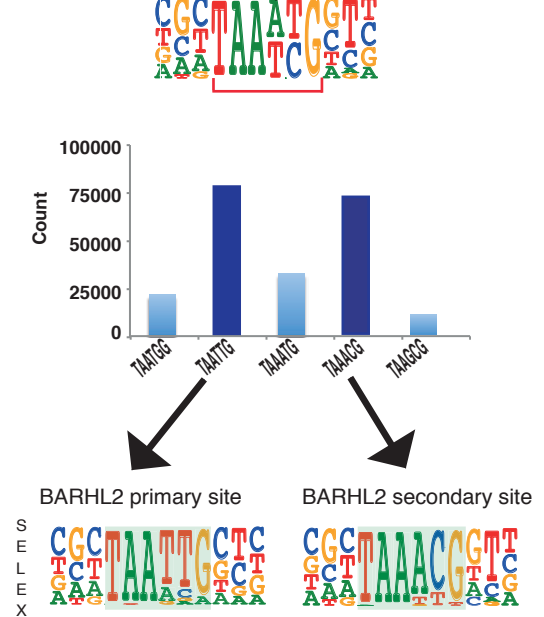 100000
75000
50000
25000
0
Count
TAATGG
TAATTG
TAAATG
TAAACG
TAAGCG
BARHL2 primary site
BARHL2 secondary site
S
E
L
E
X